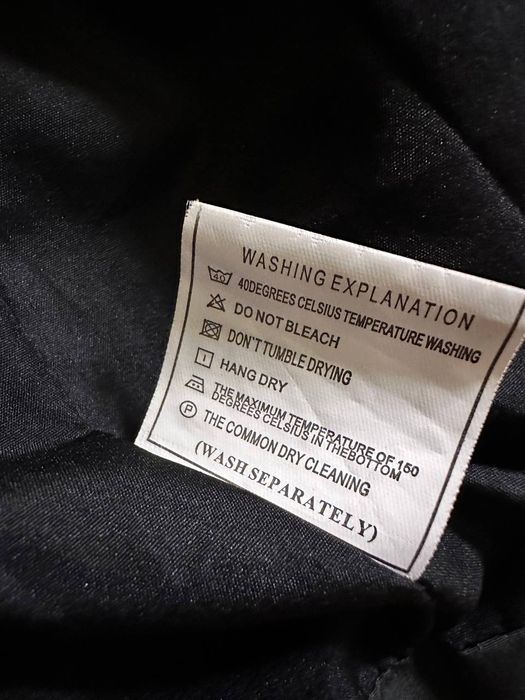 WASHING EXPLANATION
40 40DEGREES CELSIUS TEMPERATURE WASHING
DO NOT BLEACH
DON'T TUMBLE DRYING
HANG DRY
THE MAXIMUM TEMPERATURE OF 150
DEGREES CELSIUS IN THEBOTTOM
P THE COMMON DRY CLEANING
(WASH SEPARATELY)